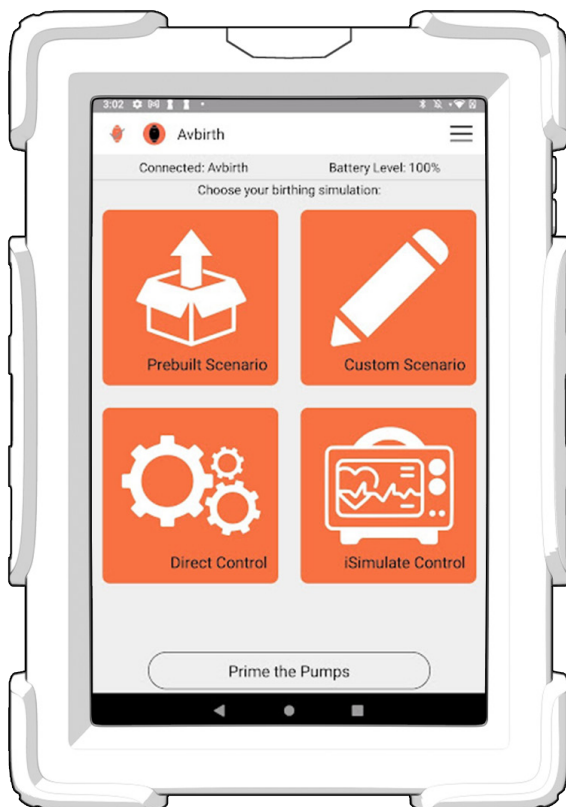 3:02
Avbirth
Connected: Avbirth Battery Level: 100%
Choose your birthing simulation:
Prebuilt Scenario Custom Scenario
Direct Control iSimulate Control
Prime the Pumps